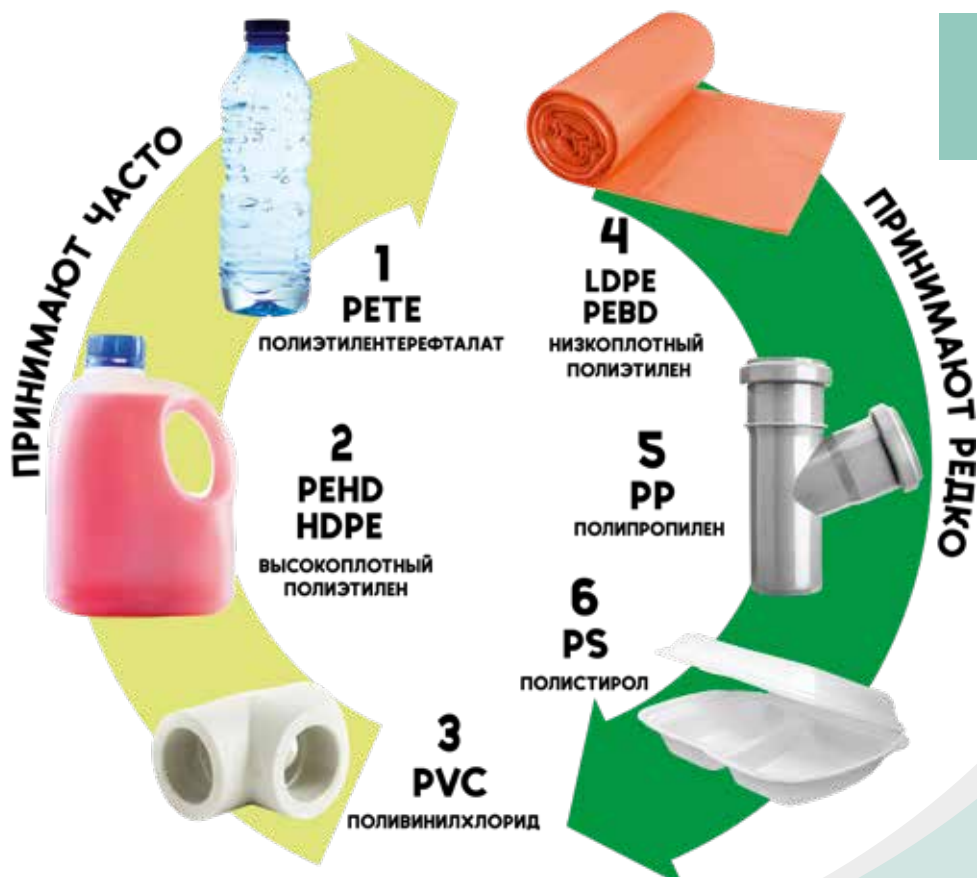 ПРИНИМАЮТ ЧАСТО
1
PETE
ПОЛИЭТИЛЕНТЕРЕФТАЛАТ
2
PEHD
HDPE
ВЫСОКОПЛОТНЫЙ
ПОЛИЭТИЛЕН
3
PVC
ПОЛИВИНИЛХЛОРИД
ПРИНИМАЮТ РЕДКО
4
LDPE
PEBD
НИЗКОПЛОТНЫЙ
ПОЛИЭТИЛЕН
5
PP
ПОЛИПРОПИЛЕН
6
PS
ПОЛИСТИРОЛ